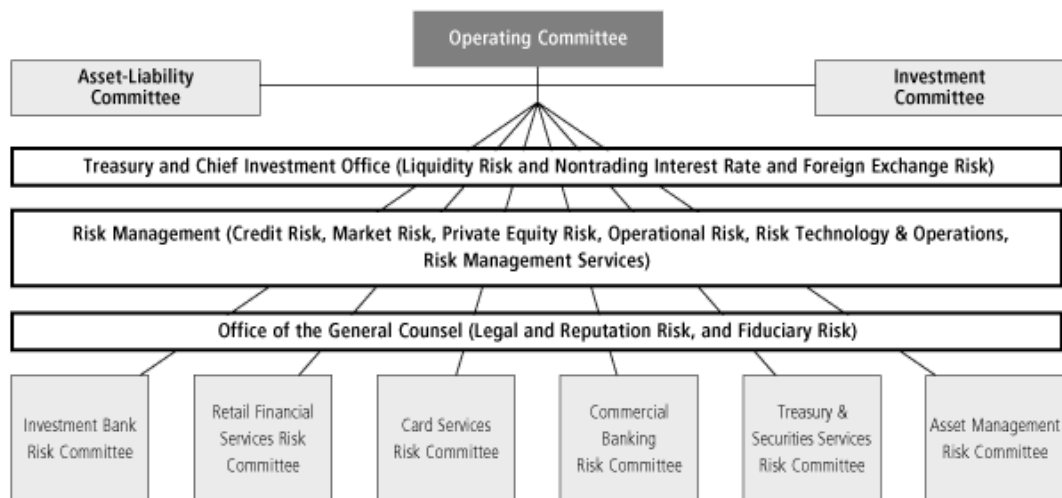 Operating Committee
Asset-Liability
Committee
Investment
Committee
Treasury and Chief Investment Office (Liquidity Risk and Nontrading Interest Rate and Foreign Exchange Risk)
Risk Management (Credit Risk, Market Risk, Private Equity Risk, Operational Risk, Risk Technology & Operations,
Risk Management Services)
Office of the General Counsel (Legal and Reputation Risk, and Fiduciary Risk)
Investment Bank
Risk Committee
Retail Financial
Services Risk
Committee
Card Services
Risk Committee
Commercial
Banking
Risk Committee
Treasury &
Securities Services
Risk Committee
Asset Management
Risk Committee